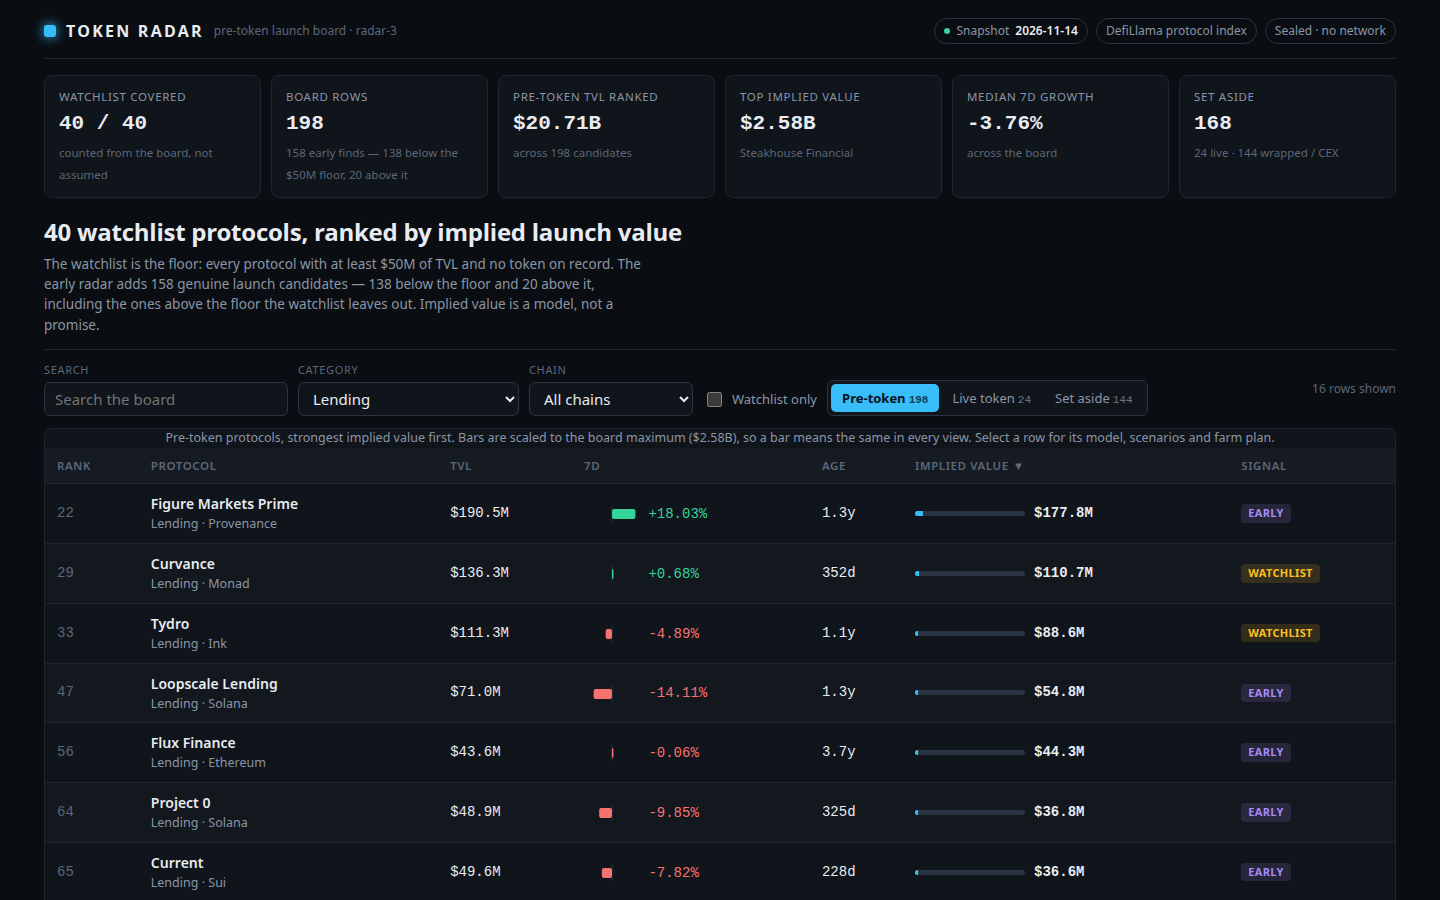 TOKEN RADAR pre-token launch board · radar-3
Snapshot 2026-11-14 DefiLlama protocol index Sealed · no network
WATCHLIST COVERED
40 / 40
counted from the board, not
assumed
BOARD ROWS
198
158 early finds — 138 below the
$50M floor, 20 above it
PRE-TOKEN TVL RANKED
$20.71B
across 198 candidates
TOP IMPLIED VALUE
$2.58B
Steakhouse Financial
MEDIAN 7D GROWTH
-3.76%
across the board
SET ASIDE
168
24 live · 144 wrapped / CEX
40 watchlist protocols, ranked by implied launch value
The watchlist is the floor: every protocol with at least $50M of TVL and no token on record. The
early radar adds 158 genuine launch candidates — 138 below the floor and 20 above it,
including the ones above the floor the watchlist leaves out. Implied value is a model, not a
promise.
SEARCH
Search the board
CATEGORY
Lending
CHAIN
All chains
Watchlist only
Pre-token 198 Live token 24 Set aside 144
16 rows shown
Pre-token protocols, strongest implied value first. Bars are scaled to the board maximum ($2.58B), so a bar means the same in every view. Select a row for its model, scenarios and farm plan.
RANK PROTOCOL TVL 7D AGE IMPLIED VALUE ▼ SIGNAL
22 Figure Markets Prime $190.5M +18.03% 1.3y $177.8M EARLY
Lending · Provenance
29 Curvance $136.3M +0.68% 352d $110.7M WATCHLIST
Lending · Monad
33 Tydro $111.3M -4.89% 1.1y $88.6M WATCHLIST
Lending · Ink
47 Loopscale Lending $71.0M -14.11% 1.3y $54.8M EARLY
Lending · Solana
56 Flux Finance $43.6M -0.06% 3.7y $44.3M EARLY
Lending · Ethereum
64 Project 0 $48.9M -9.85% 325d $36.8M EARLY
Lending · Solana
65 Current $49.6M -7.82% 228d $36.6M EARLY
Lending · Sui